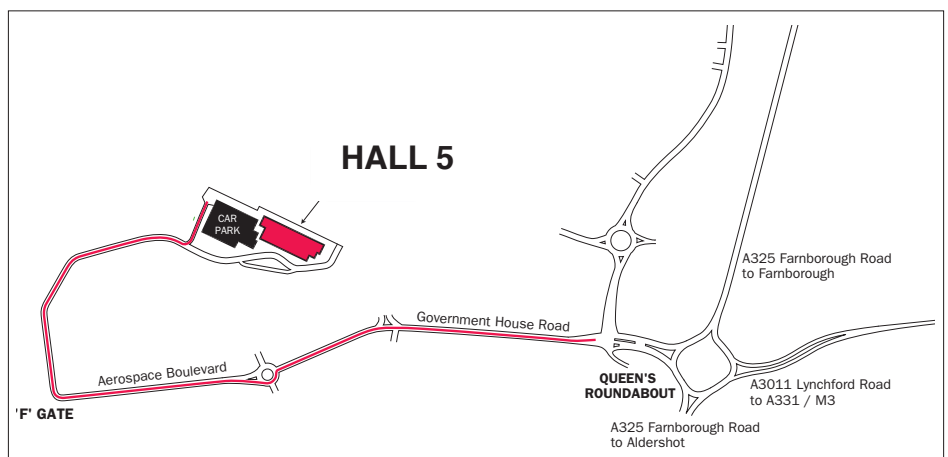 HALL 5
CAR
PARK
A325 Farnborough Road
to Farnborough
Government House Road
Aerospace Boulevard
'F' GATE
QUEEN'S
ROUNDABOUT
A3011 Lynchford Road
to A331 / M3
A325 Farnborough Road
to Aldershot